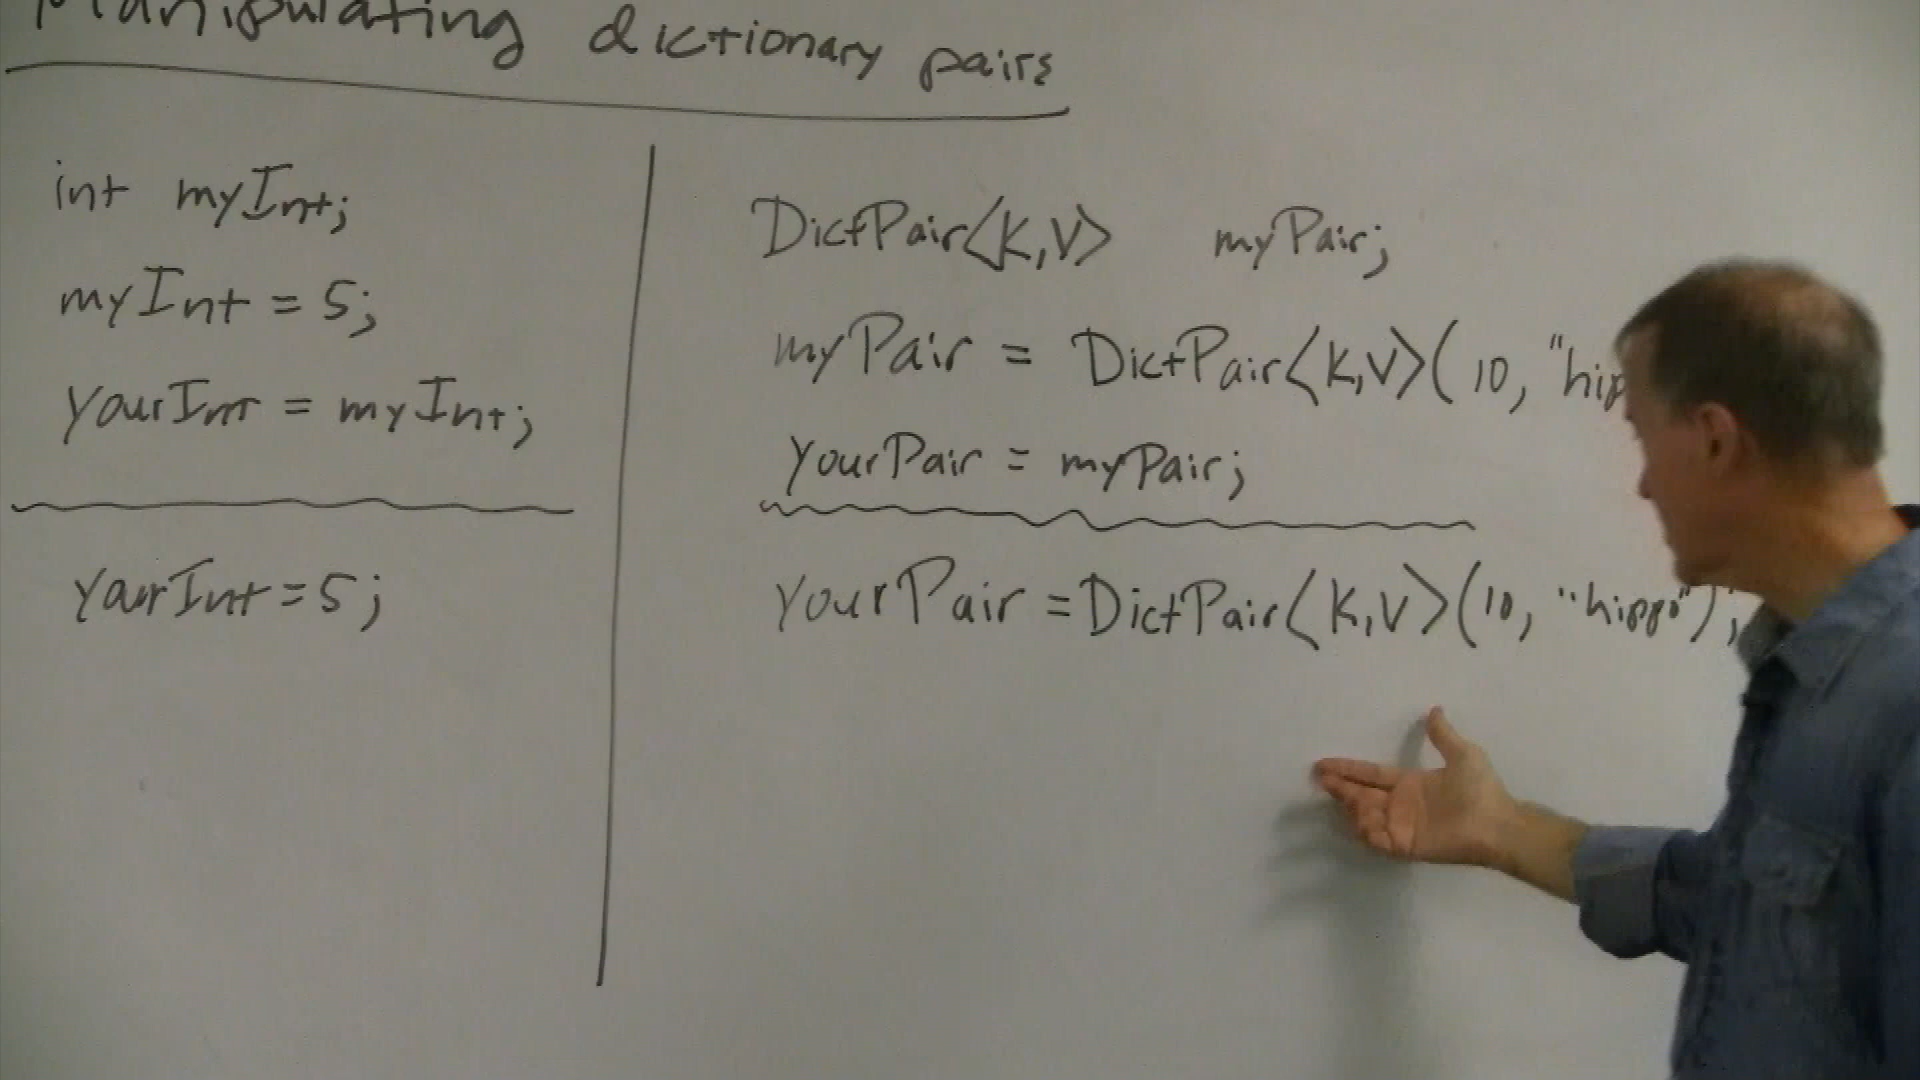 Manipulating dictionary pairs
int myInt;
myInt = 5;
yourInt = myInt;
yourInt = 5;
DictPair<K,V> myPair;
myPair = DictPair<K,V>(10, "hip
yourPair = myPair;
yourPair = DictPair<K,V>(10, "hippo");